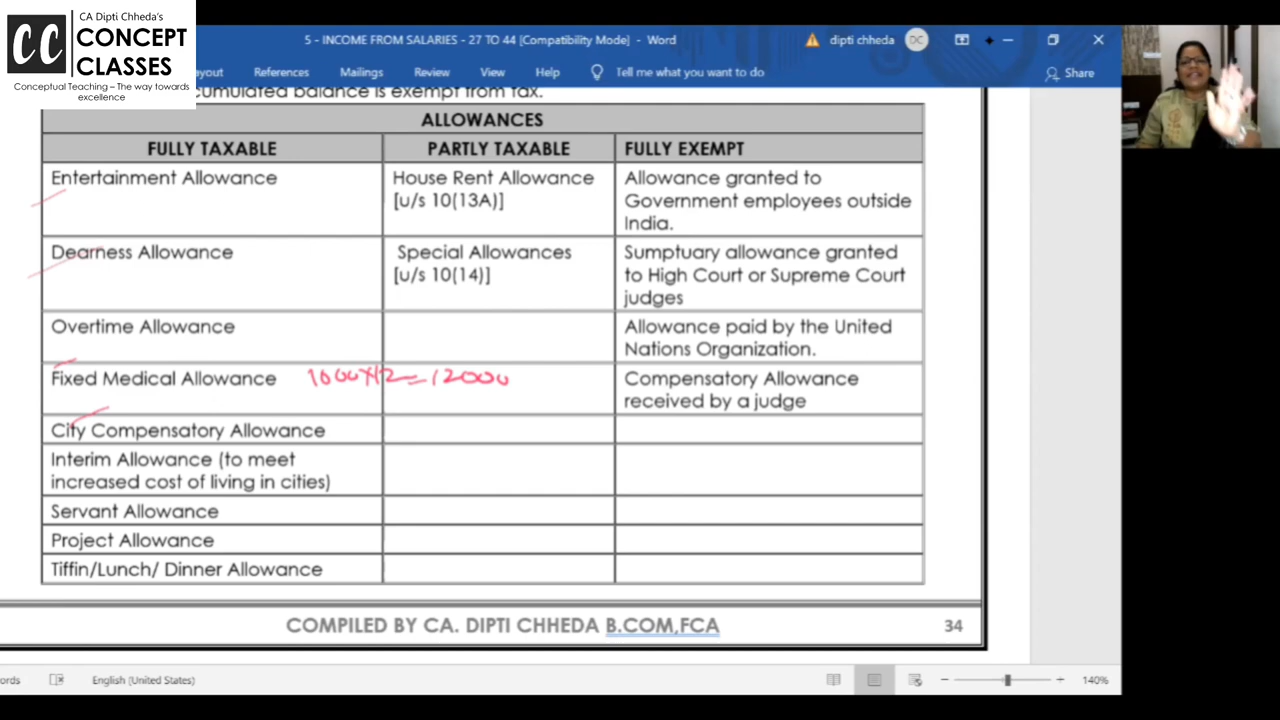 CA Dipti Chheda's
CC
CONCEPT
CLASSES
Conceptual Teaching – The way towards
excellence
5 - INCOME FROM SALARIES - 27 TO 44 [Compatibility Mode] - Word
dipti chheda
DC
References
Mailings
Review
View
Help
Tell me what you want to do
Share
balance is exempt from tax.
ALLOWANCES
FULLY TAXABLE
PARTLY TAXABLE
FULLY EXEMPT
Entertainment Allowance
House Rent Allowance
[u/s 10(13A)]
Allowance granted to
Government employees outside
India.
Dearness Allowance
Special Allowances
[u/s 10(14)]
Sumptuary allowance granted
to High Court or Supreme Court
judges
Overtime Allowance
Allowance paid by the United
Nations Organization.
Fixed Medical Allowance
1000×12=12000
Compensatory Allowance
received by a judge
City Compensatory Allowance
Interim Allowance (to meet
increased cost of living in cities)
Servant Allowance
Project Allowance
Tiffin/Lunch/ Dinner Allowance
COMPILED BY CA. DIPTI CHHEDA B.COM,FCA
34
English (United States)
140%